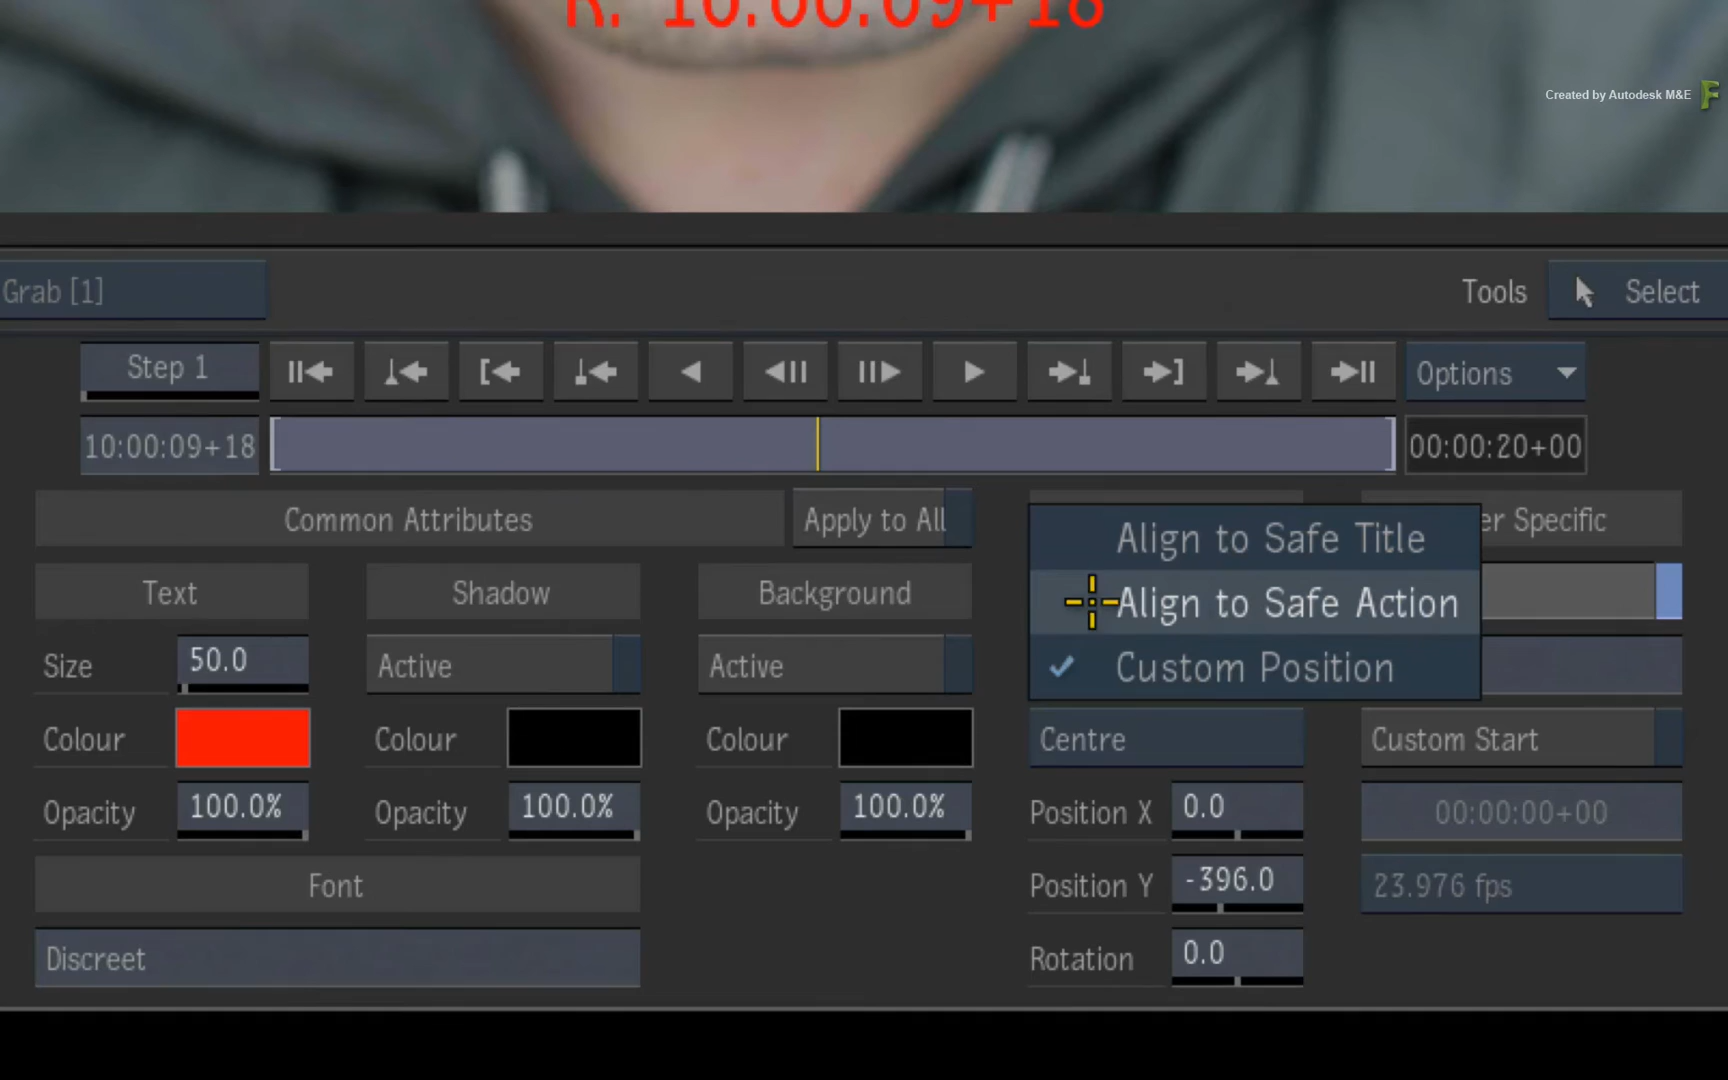 R: 10:00:09+18
Created by Autodesk M&E
Grab [1]
Tools
Select
Step 1
Options
10:00:09+18
00:00:20+00
Common Attributes
Apply to All
Align to Safe Title
er Specific
Text
Shadow
Background
Align to Safe Action
Size
50.0
Active
Active
Custom Position
Colour
Colour
Colour
Centre
Custom Start
Opacity
100.0%
Opacity
100.0%
Opacity
100.0%
Position X
0.0
00:00:00+00
Font
Position Y
-396.0
23.976 fps
Discreet
Rotation
0.0